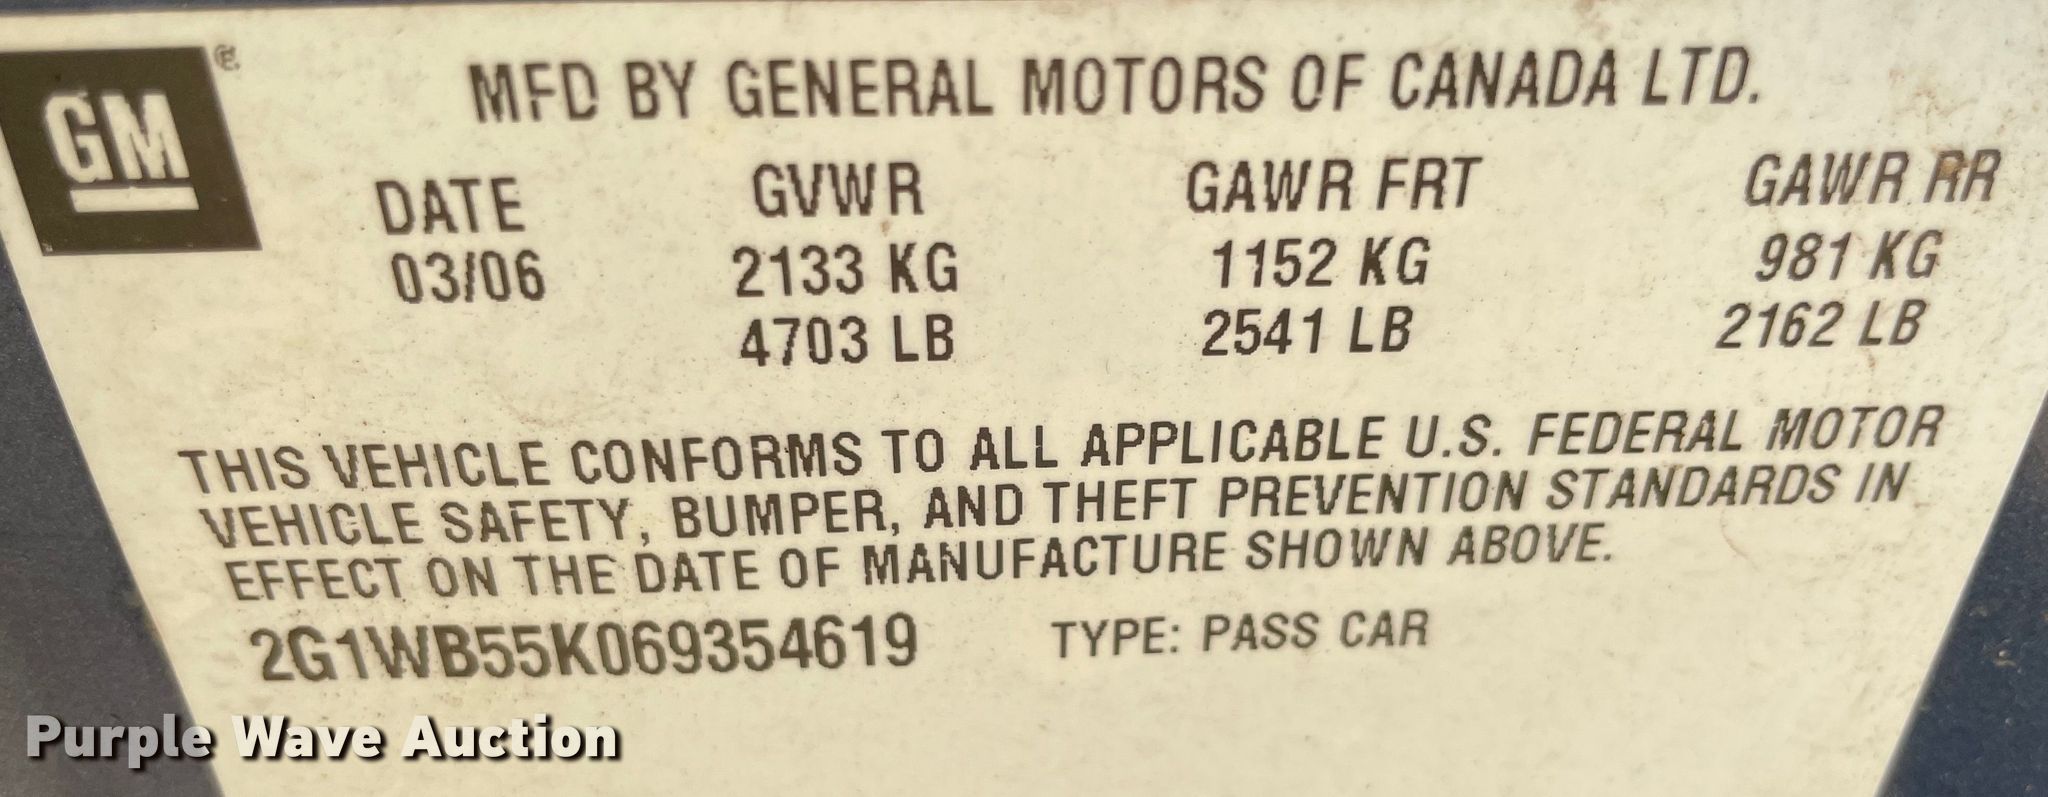 GM®
MFD BY GENERAL MOTORS OF CANADA LTD.
DATE GVWR GAWR FRT GAWR RR
03/06 2133 KG 1152 KG 981 KG
4703 LB 2541 LB 2162 LB
THIS VEHICLE CONFORMS TO ALL APPLICABLE U.S. FEDERAL MOTOR
VEHICLE SAFETY, BUMPER, AND THEFT PREVENTION STANDARDS IN
EFFECT ON THE DATE OF MANUFACTURE SHOWN ABOVE.
2G1WB55K069354619 TYPE: PASS CAR
Purple Wave Auction